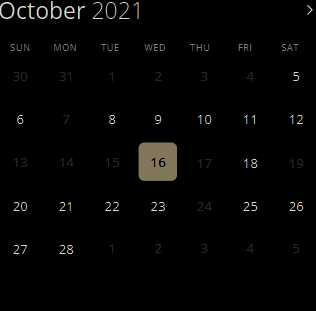 October 2021
SUN MON TUE WED THU FRI SAT
30 31 1 2 3 4 5
6 7 8 9 10 11 12
13 14 15 16 17 18 19
20 21 22 23 24 25 26
27 28 1 2 3 4 5